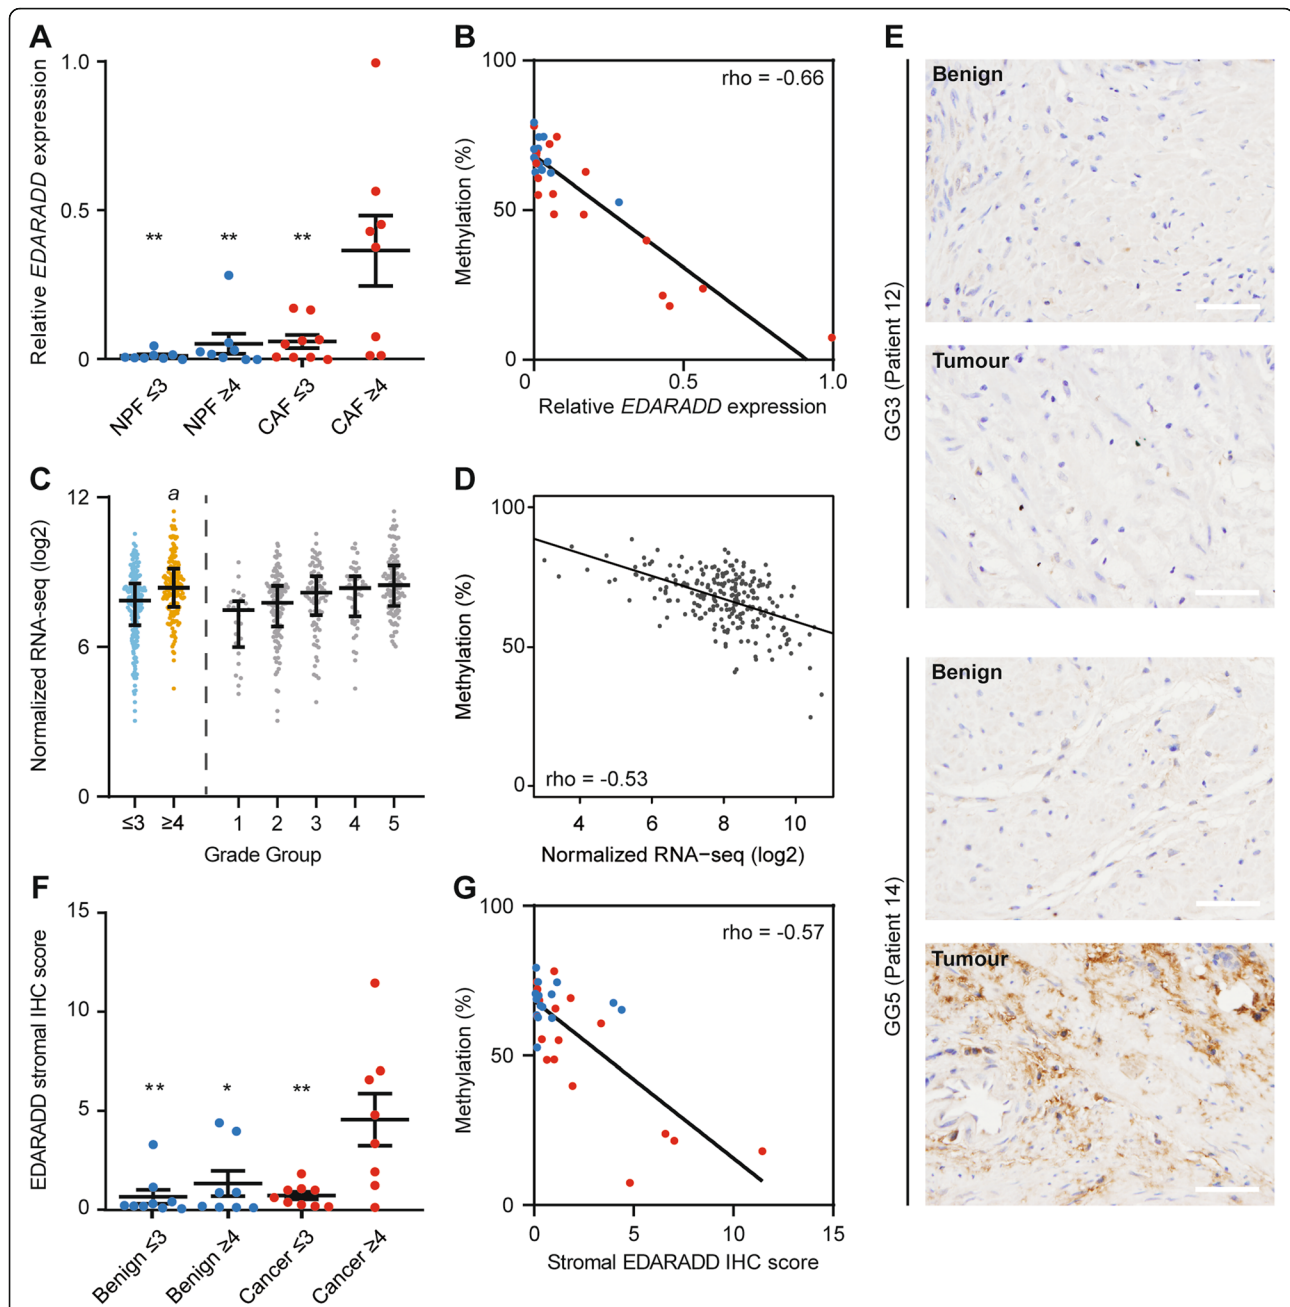 A
Relative EDARADD expression
1.0
0.5
0
** ** **
NPF ≤3
NPF ≥4
CAF ≤3
CAF ≥4
B
rho = -0.66
Methylation (%)
100
50
0
0 0.5 1.0
Relative EDARADD expression
C
Normalized RNA-seq (log2)
12
6
0
a
≤3 ≥4 1 2 3 4 5
Grade Group
D
Methylation (%)
100
50
0
rho = -0.53
4 6 8 10
Normalized RNA−seq (log2)
E
GG3 (Patient 12)
Benign
Tumour
GG5 (Patient 14)
Benign
Tumour
F
EDARADD stromal IHC score
15
10
5
0
** * **
Benign ≤3
Benign ≥4
Cancer ≤3
Cancer ≥4
G
rho = -0.57
Methylation (%)
100
50
0
0 5 10 15
Stromal EDARADD IHC score